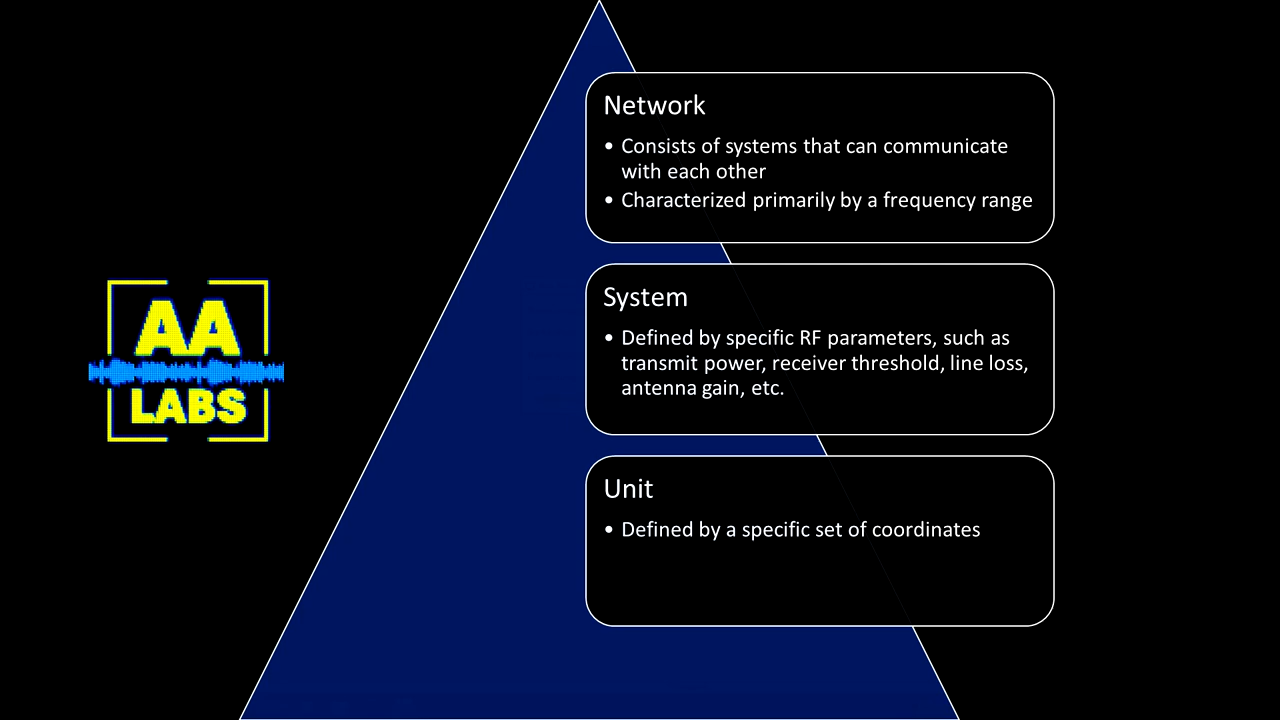 AA
LABS
Network
• Consists of systems that can communicate
with each other
• Characterized primarily by a frequency range
System
• Defined by specific RF parameters, such as
transmit power, receiver threshold, line loss,
antenna gain, etc.
Unit
• Defined by a specific set of coordinates